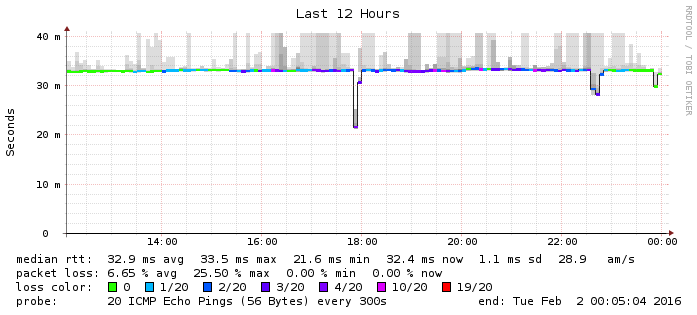 Last 12 Hours
RRDTOOL / TOBI OETIKER
Seconds
40 m
30 m
20 m
10 m
0
14:00 16:00 18:00 20:00 22:00 00:00
median rtt: 32.9 ms avg 33.5 ms max 21.6 ms min 32.4 ms now 1.1 ms sd 28.9 am/s
packet loss: 6.65 % avg 25.50 % max 0.00 % min 0.00 % now
loss color: 0 1/20 2/20 3/20 4/20 10/20 19/20
probe: 20 ICMP Echo Pings (56 Bytes) every 300s end: Tue Feb 2 00:05:04 2016